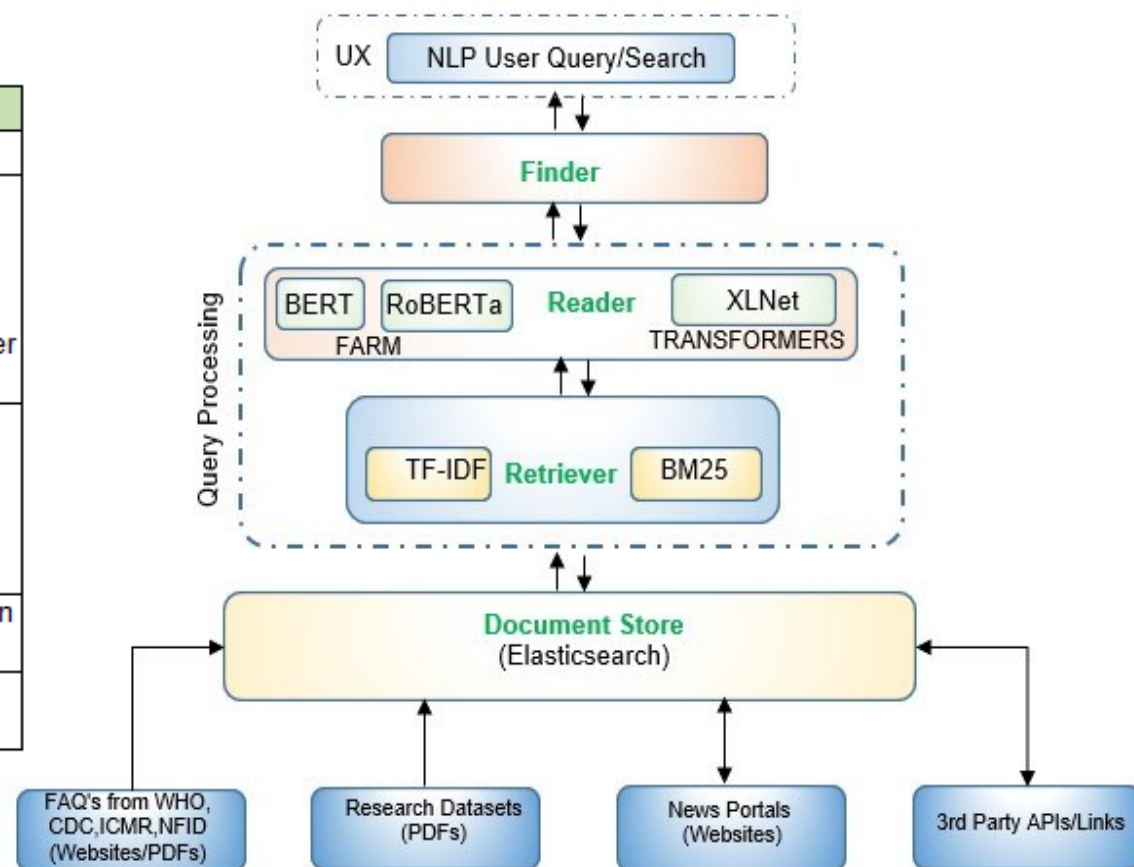 UX
NLP User Query/Search
Finder
er
n
Query Processing
BERT
RoBERTa
Reader
XLNet
FARM
TRANSFORMERS
TF-IDF
Retriever
BM25
Document Store
(Elasticsearch)
FAQ's from WHO,
CDC,ICMR,NFID
(Websites/PDFs)
Research Datasets
(PDFs)
News Portals
(Websites)
3rd Party APIs/Links